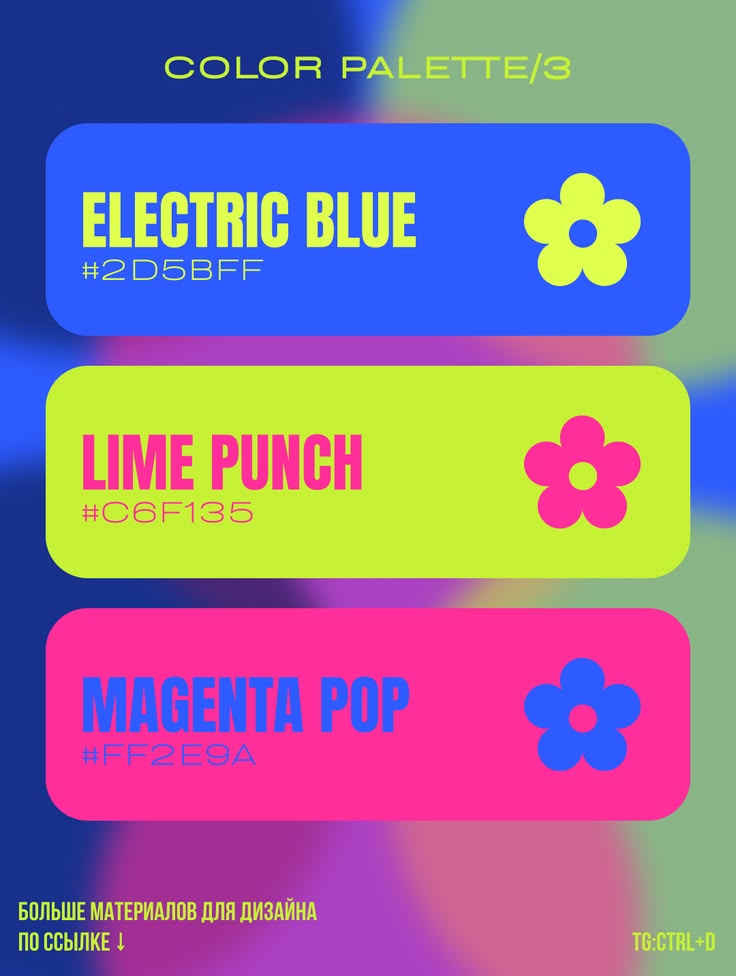 COLOR PALETTE/3
ELECTRIC BLUE
#2D5BFF
LIME PUNCH
#C6F135
MAGENTA POP
#FF2E9A
БОЛЬШЕ МАТЕРИАЛОВ ДЛЯ ДИЗАЙНА
ПО ССЫЛКЕ ↓
TG:CTRL+D